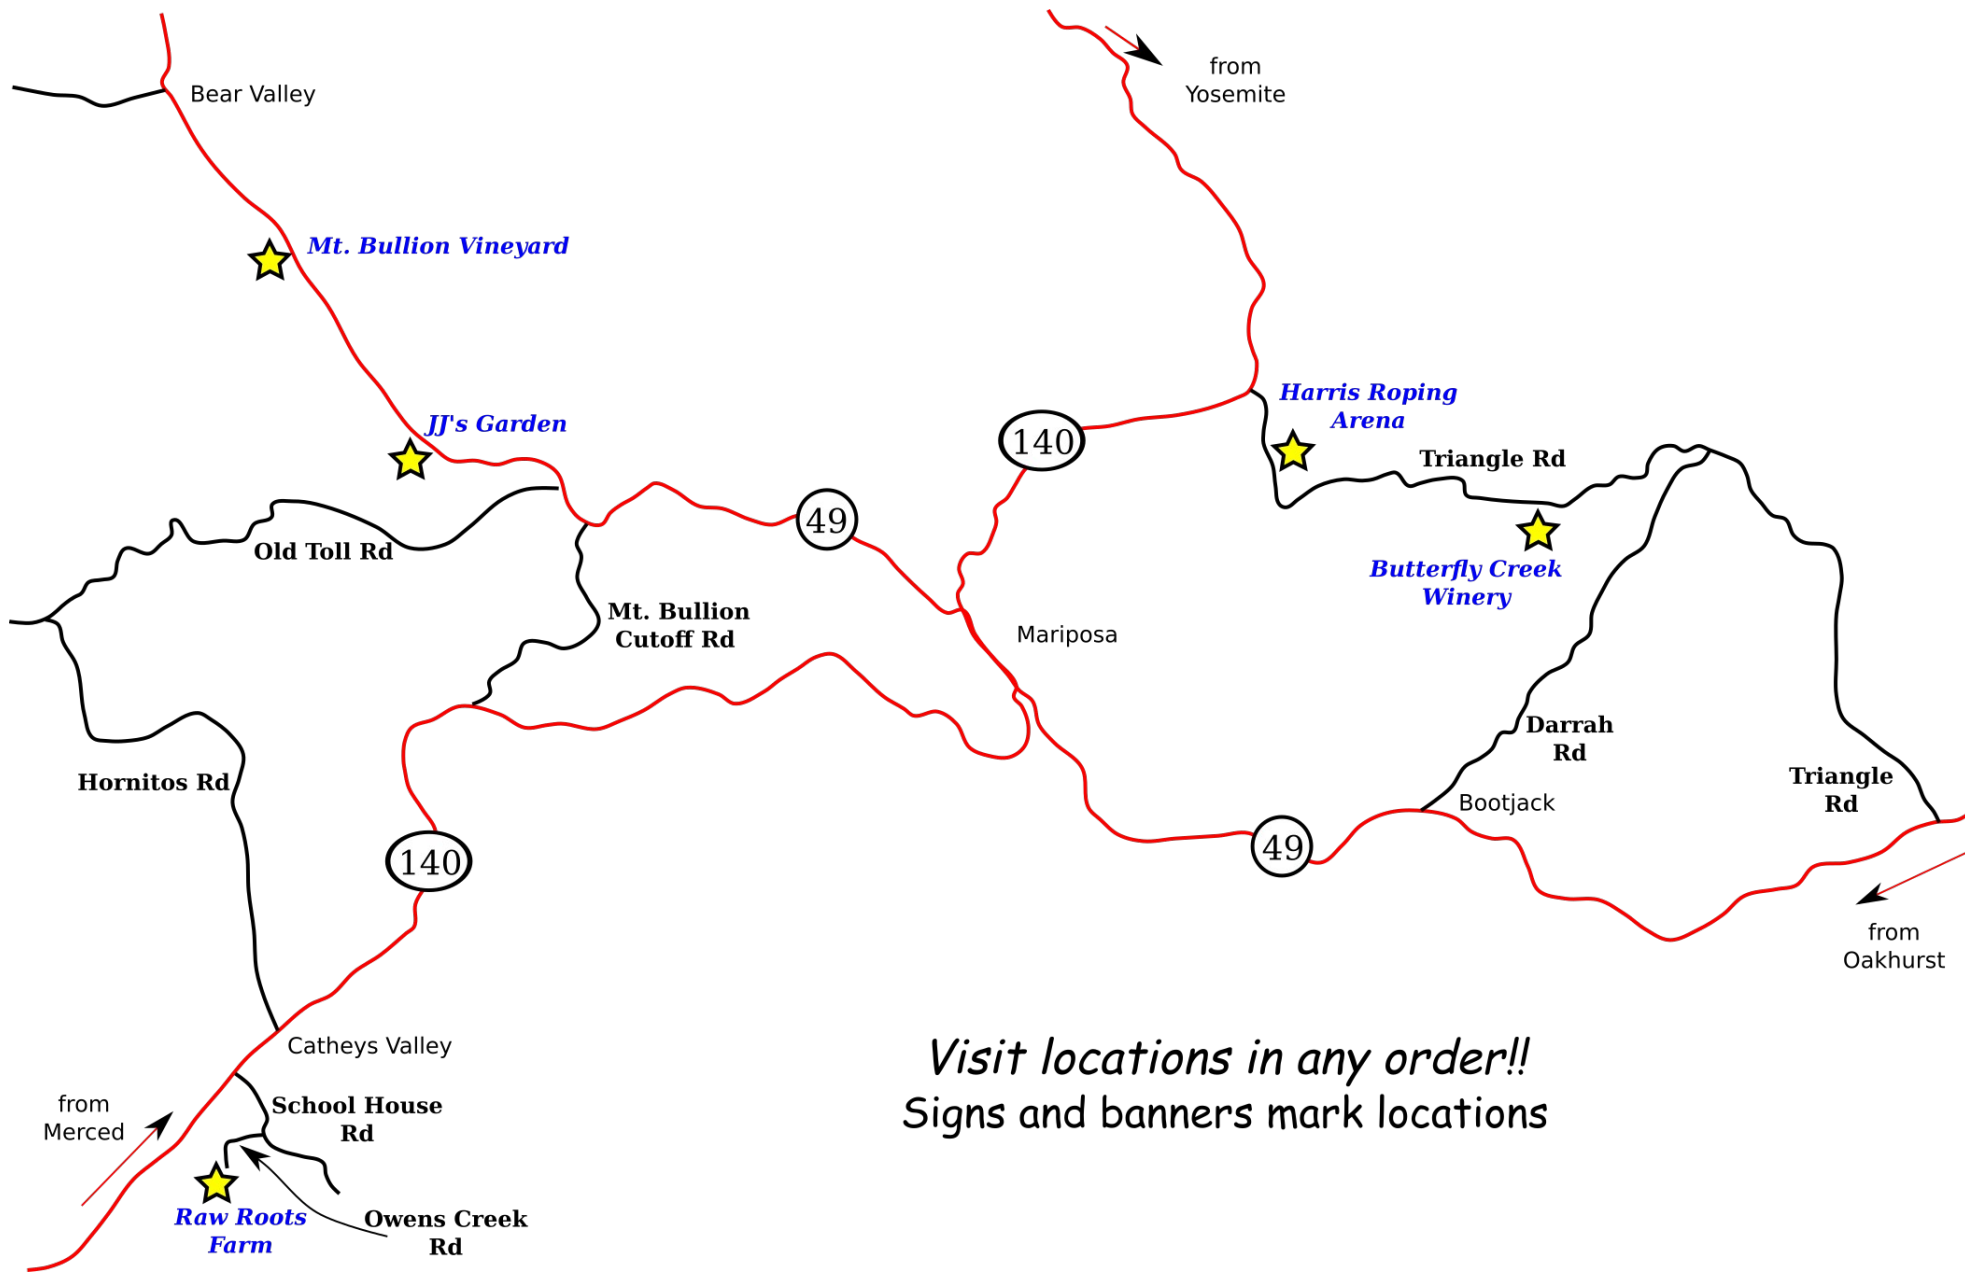 from
Yosemite
Bear Valley
Mt. Bullion Vineyard
Harris Roping
Arena
JJ's Garden
140
Triangle Rd
49
Old Toll Rd
Butterfly Creek
Winery
Mt. Bullion
Cutoff Rd
Mariposa
Darrah
Rd
Hornitos Rd
Triangle
Rd
Bootjack
49
140
from
Oakhurst
Catheys Valley
Visit locations in any order!!
Signs and banners mark locations
from
Merced
School House
Rd
Raw Roots
Farm
Owens Creek
Rd